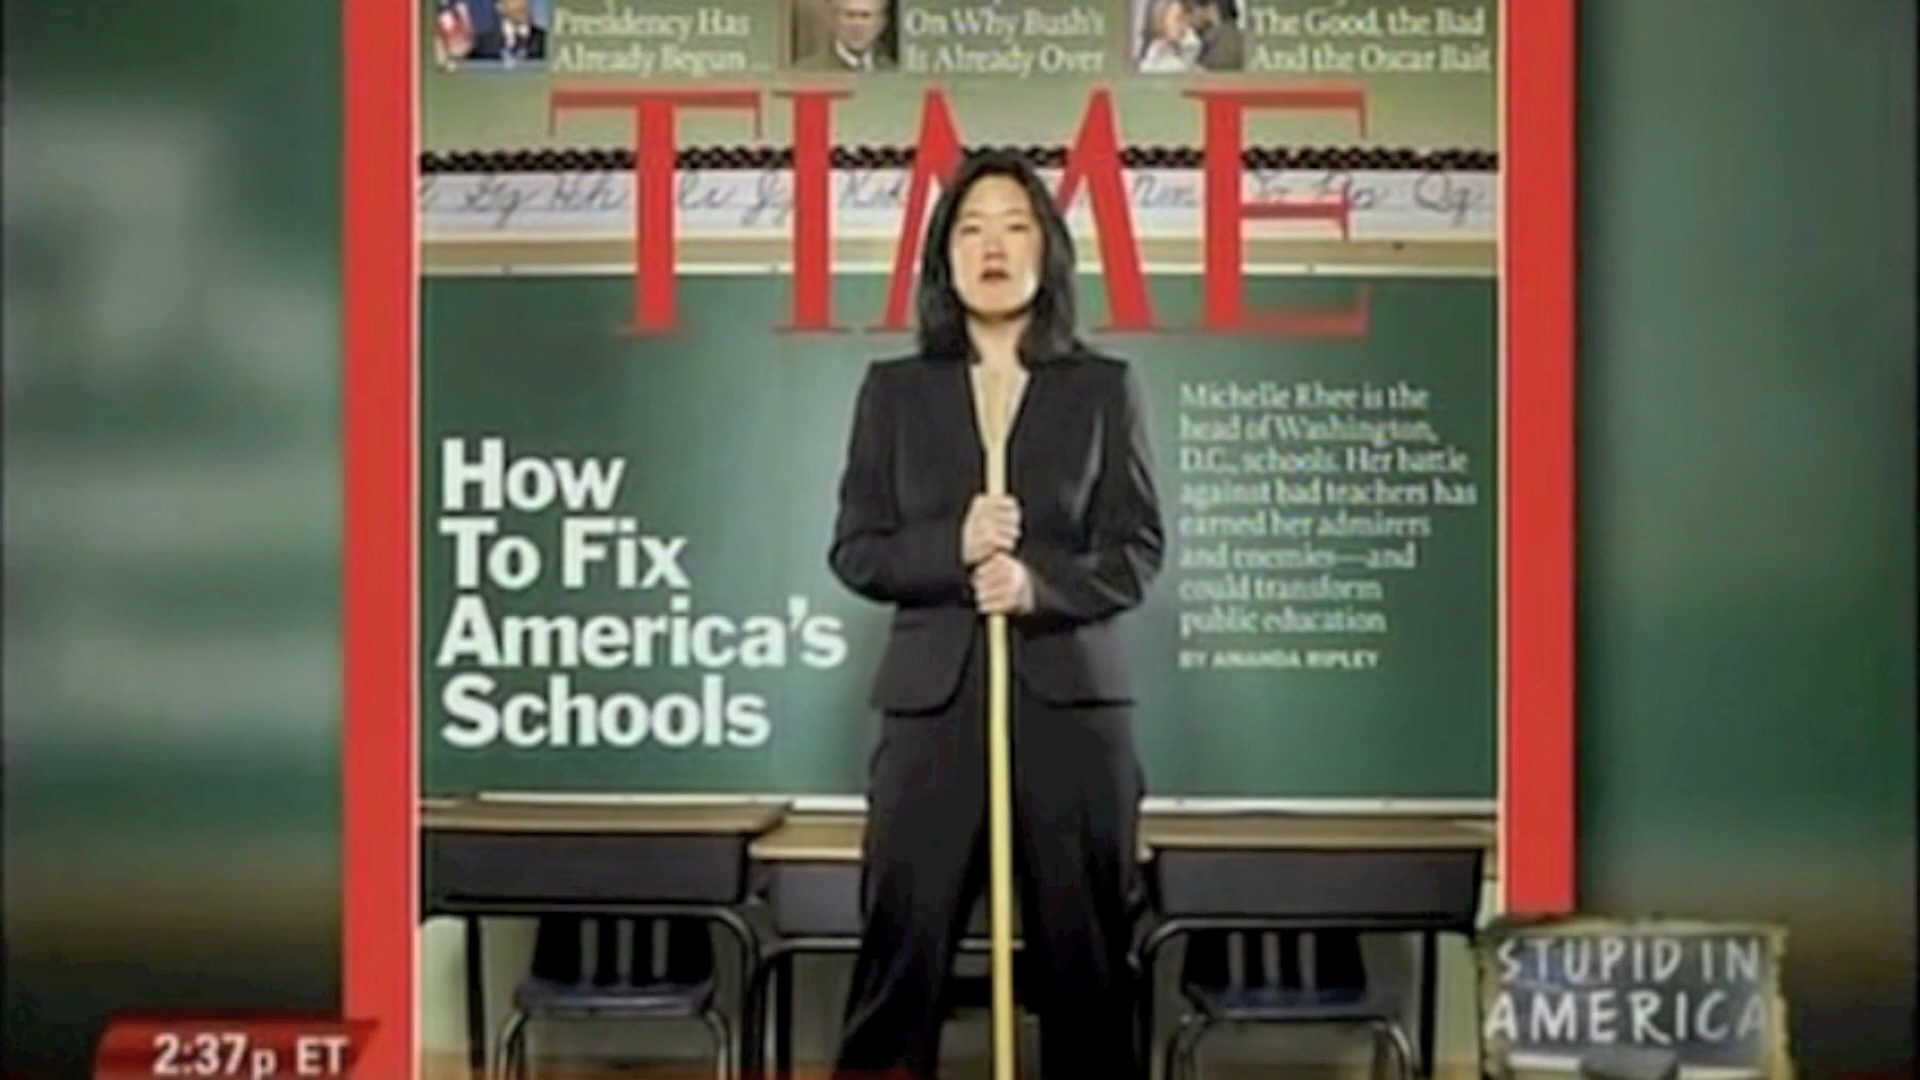 Presidency Has
Already Begun ...
On Why Bush's
Is Already Over
The Good, the Bad
And the Oscar Bait
TIME
How
To Fix
America's
Schools
Michelle Rhee is the
head of Washington,
D.C., schools. Her battle
against bad teachers has
earned her admirers
and enemies—and
could transform
public education
BY AMANDA RIPLEY
STUPID IN
AMERICA
2:37p ET